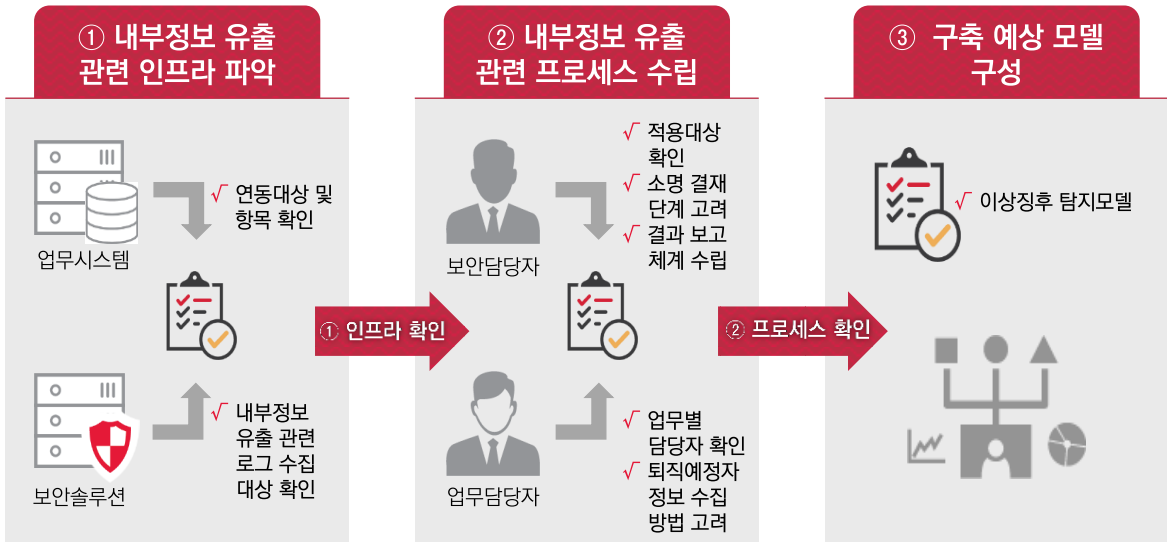 ① 내부정보 유출
관련 인프라 파악
√ 연동대상 및
항목 확인
업무시스템
√ 내부정보
유출 관련
로그 수집
대상 확인
보안솔루션
① 인프라 확인
② 내부정보 유출
관련 프로세스 수립
√ 적용대상
확인
√ 소명 결재
단계 고려
√ 결과 보고
체계 수립
보안담당자
√ 업무별
담당자 확인
√ 퇴직예정자
정보 수집
방법 고려
업무담당자
② 프로세스 확인
③ 구축 예상 모델
구성
√ 이상징후 탐지모델